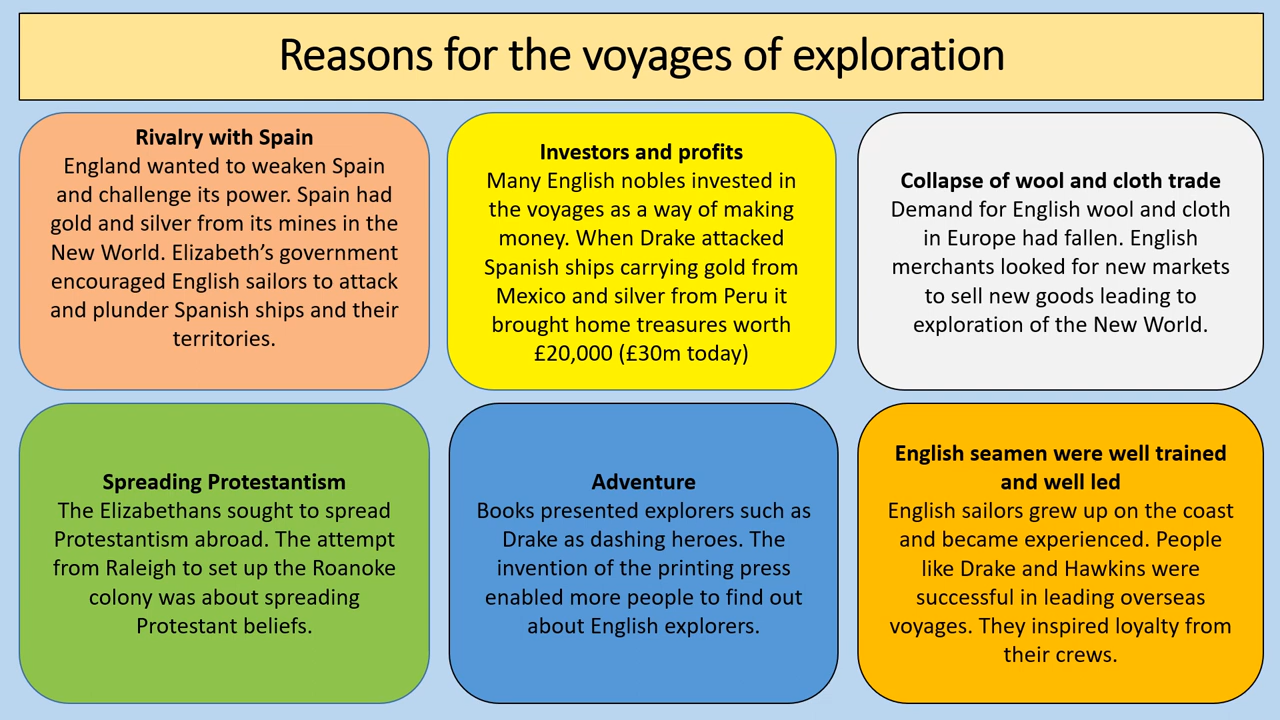 Reasons for the voyages of exploration
Rivalry with Spain
England wanted to weaken Spain
and challenge its power. Spain had
gold and silver from its mines in the
New World. Elizabeth’s government
encouraged English sailors to attack
and plunder Spanish ships and their
territories.
Investors and profits
Many English nobles invested in
the voyages as a way of making
money. When Drake attacked
Spanish ships carrying gold from
Mexico and silver from Peru it
brought home treasures worth
£20,000 (£30m today)
Collapse of wool and cloth trade
Demand for English wool and cloth
in Europe had fallen. English
merchants looked for new markets
to sell new goods leading to
exploration of the New World.
Spreading Protestantism
The Elizabethans sought to spread
Protestantism abroad. The attempt
from Raleigh to set up the Roanoke
colony was about spreading
Protestant beliefs.
Adventure
Books presented explorers such as
Drake as dashing heroes. The
invention of the printing press
enabled more people to find out
about English explorers.
English seamen were well trained
and well led
English sailors grew up on the coast
and became experienced. People
like Drake and Hawkins were
successful in leading overseas
voyages. They inspired loyalty from
their crews.